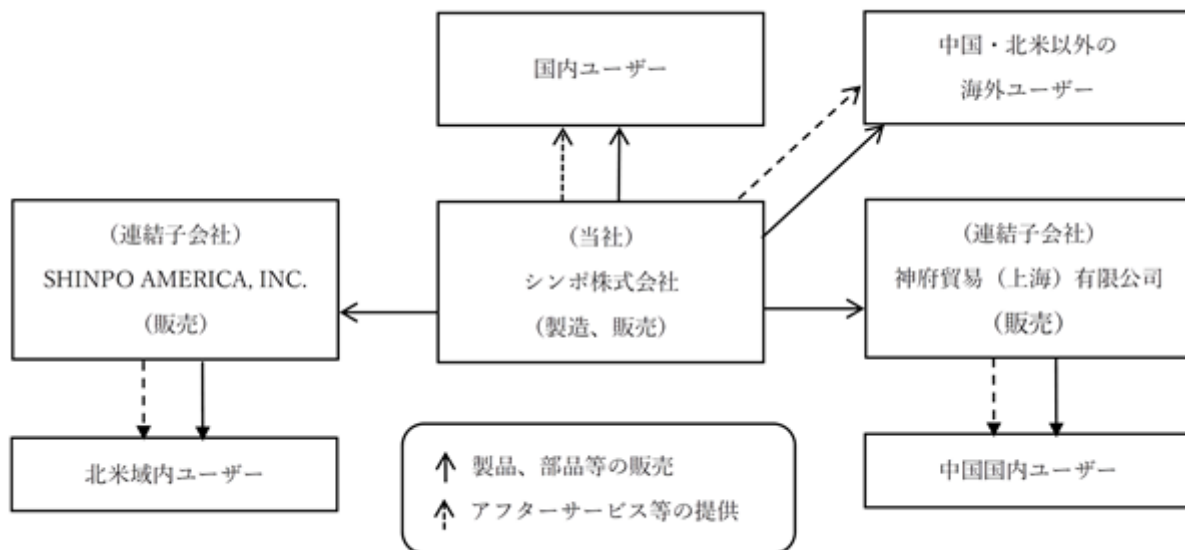 国内ユーザー
中国・北米以外の
海外ユーザー
（連結子会社）
SHINPO AMERICA, INC.
（販売）
（当社）
シンポ株式会社
（製造、販売）
（連結子会社）
神府貿易（上海）有限公司
（販売）
北米域内ユーザー
製品、部品等の販売
アフターサービス等の提供
中国国内ユーザー